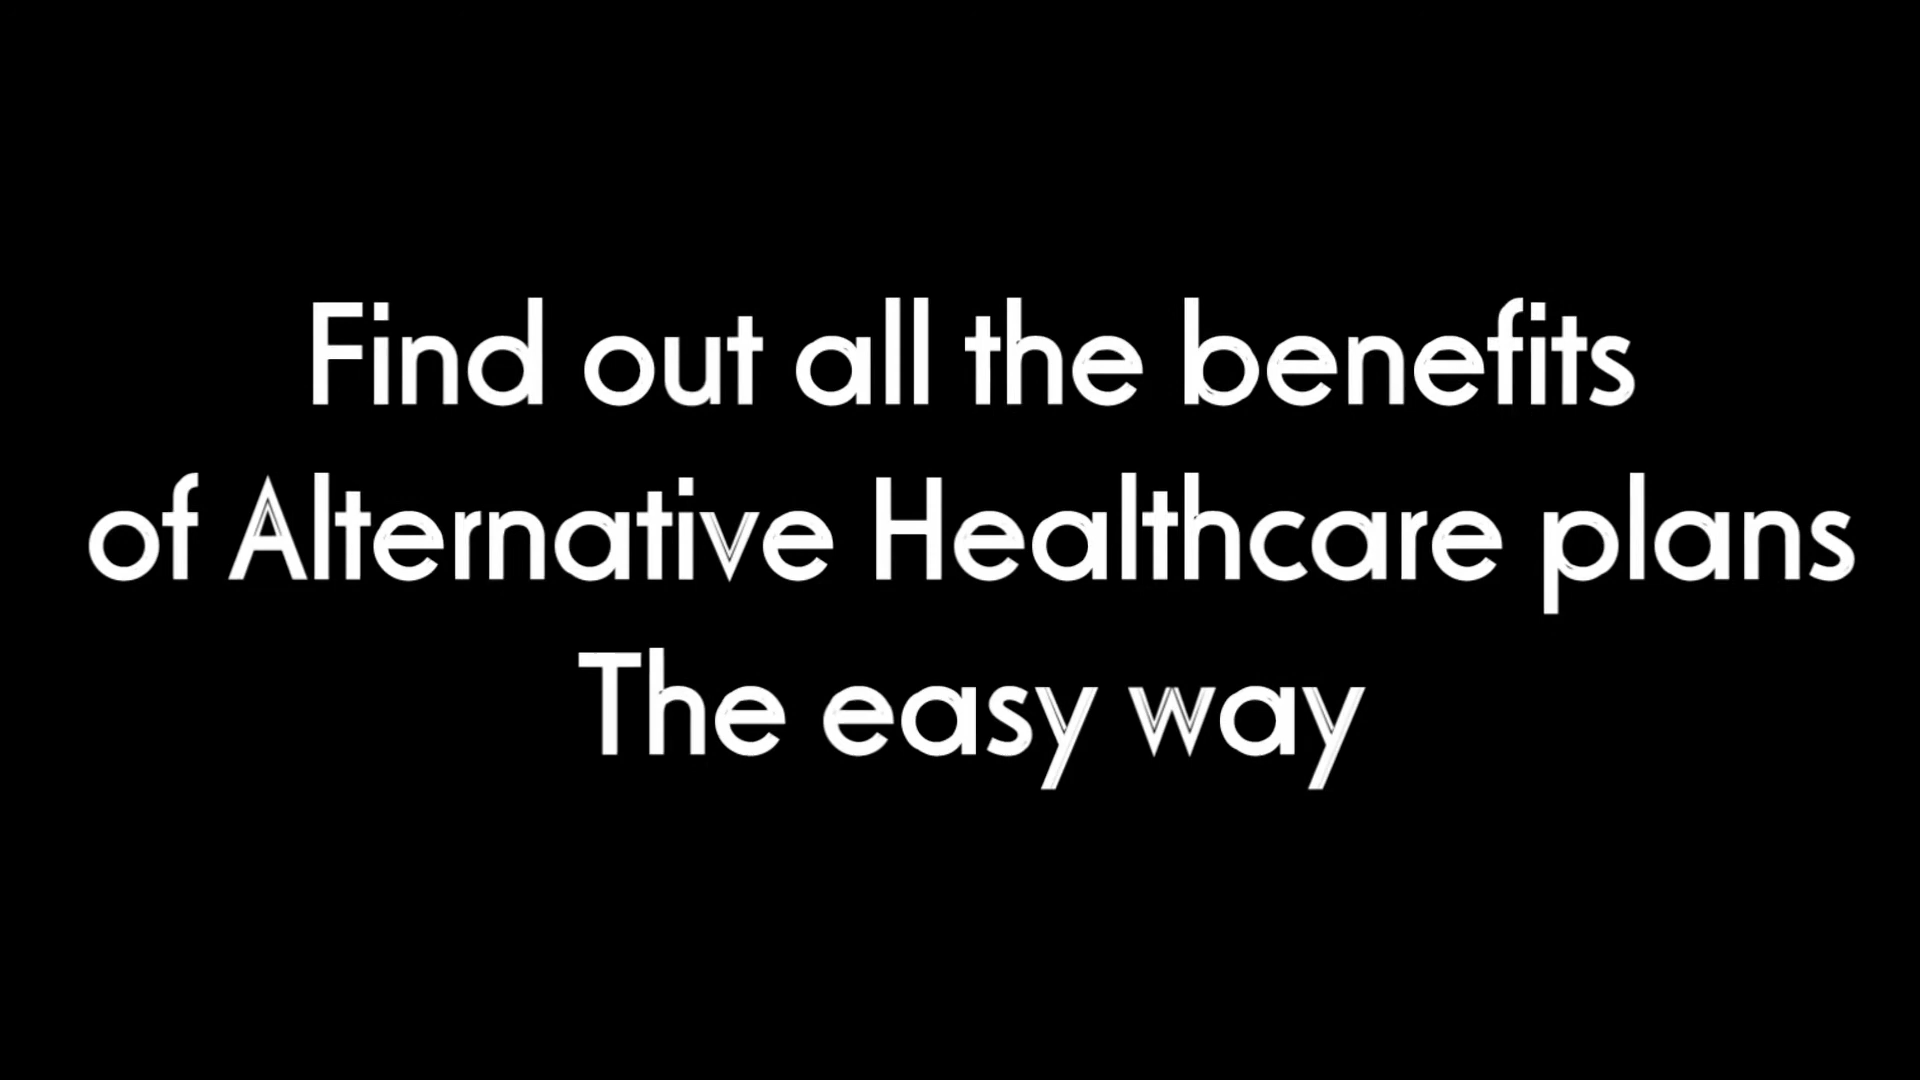 Find out all the benefits
of Alternative Healthcare plans
The easy way